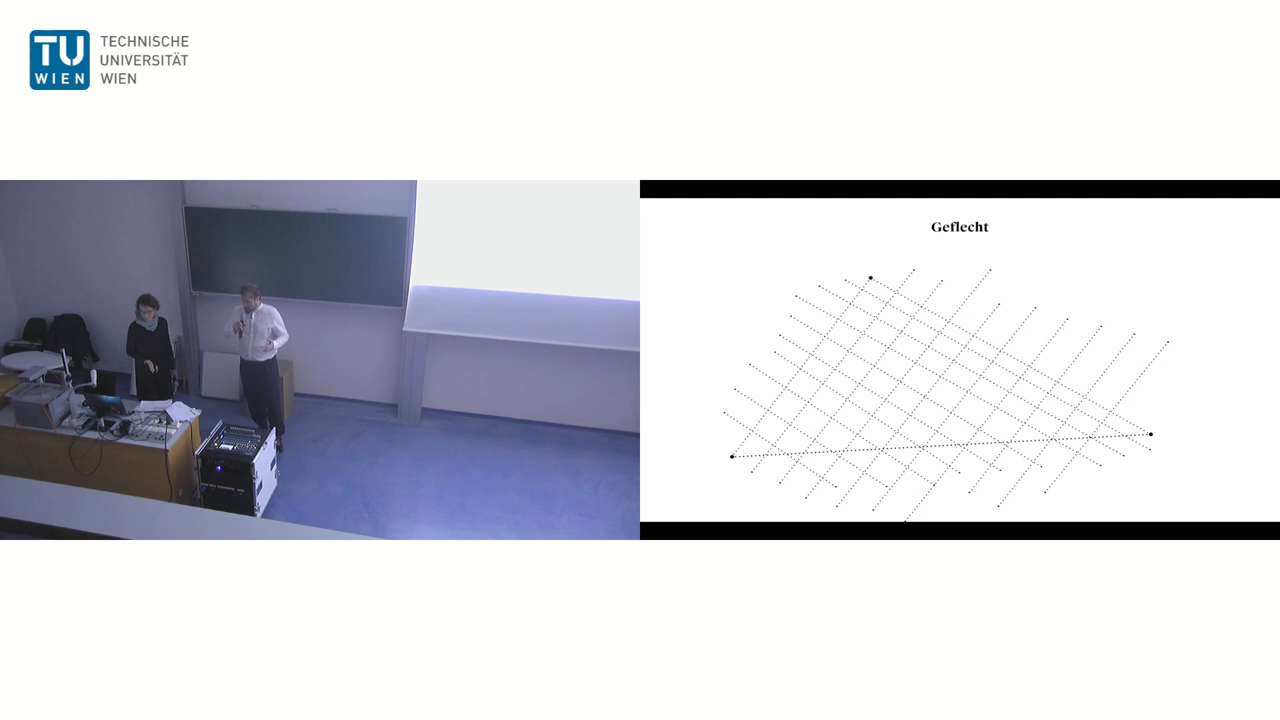 TU
WIEN
TECHNISCHE
UNIVERSITÄT
WIEN
Geflecht